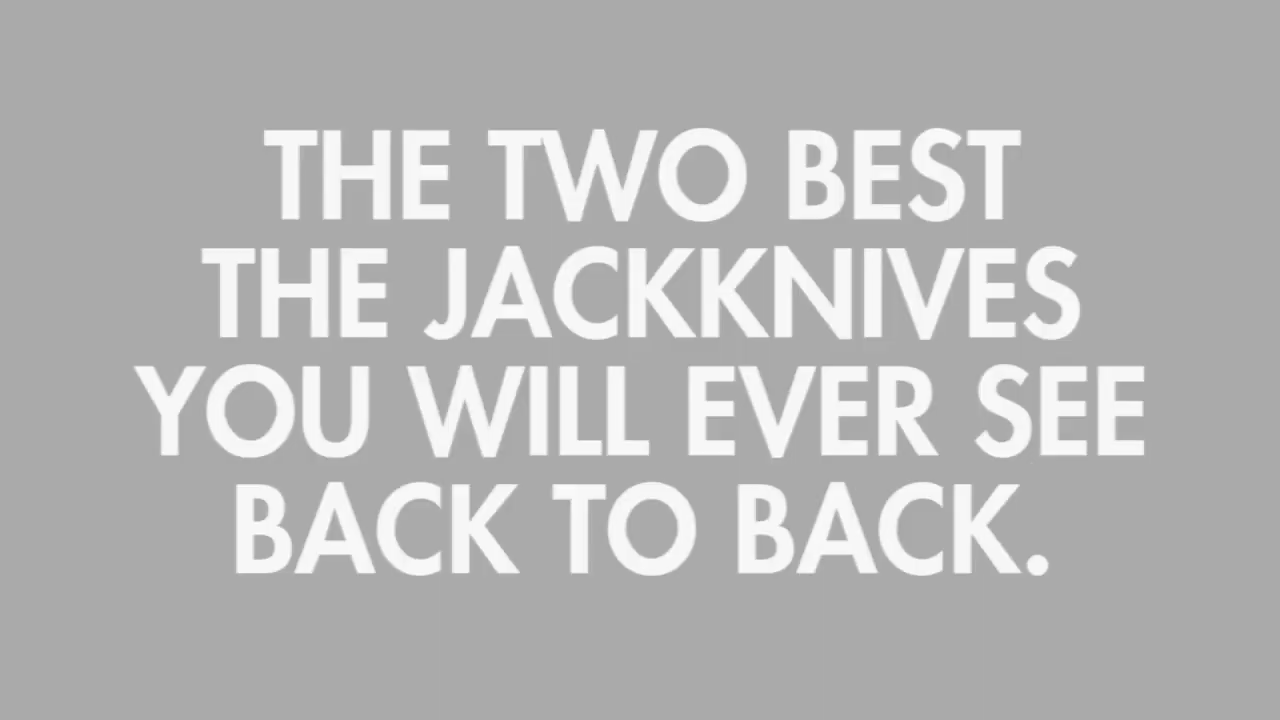 THE TWO BEST
THE JACKKNIVES
YOU WILL EVER SEE
BACK TO BACK.